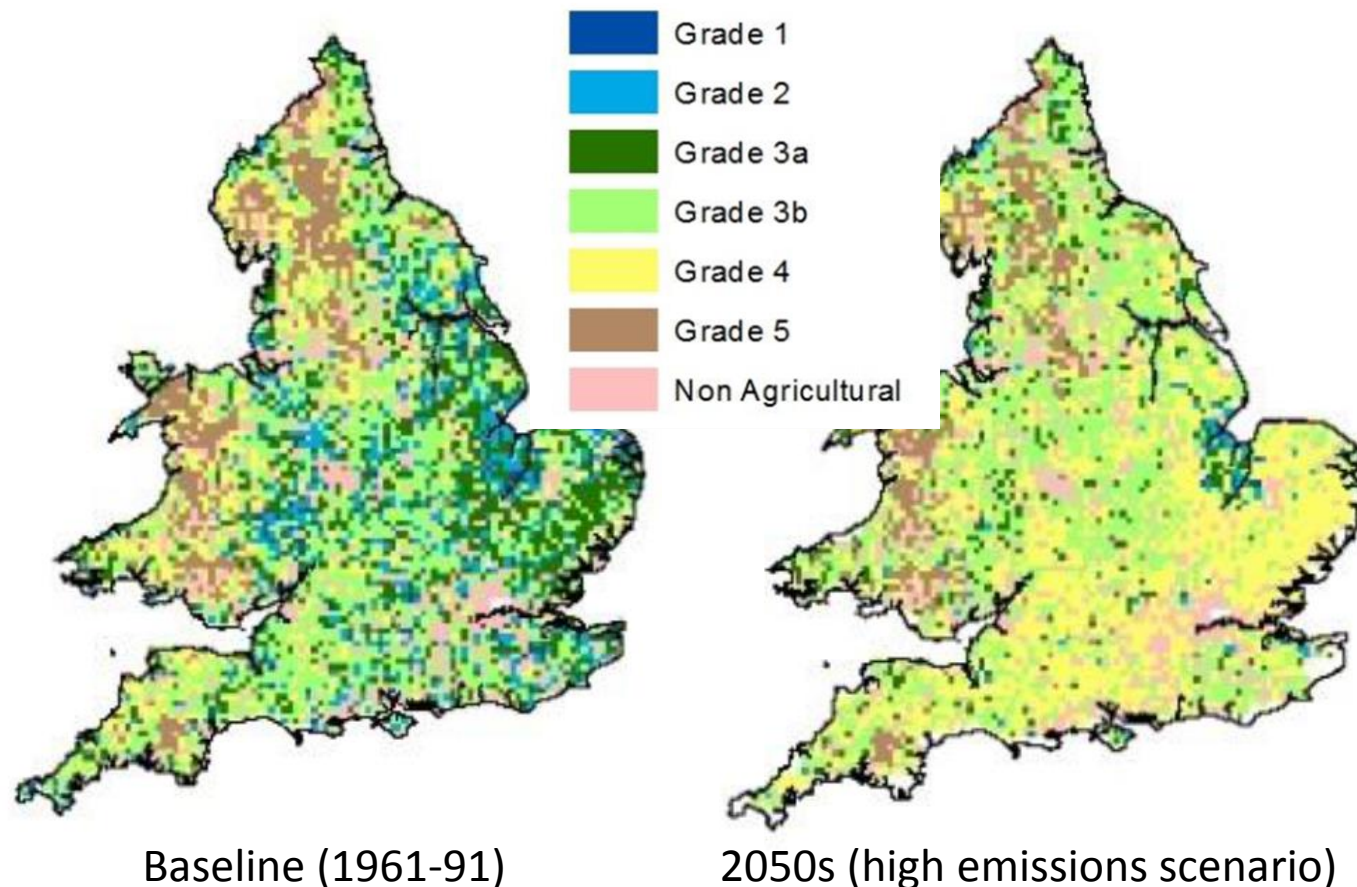 Grade 1
Grade 2
Grade 3a
Grade 3b
Grade 4
Grade 5
Non Agricultural
Baseline (1961-91)
2050s (high emissions scenario)